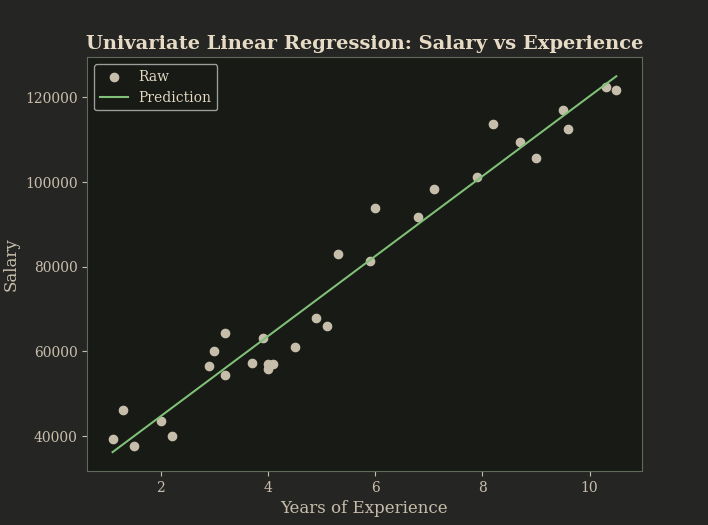 Univariate Linear Regression: Salary vs Experience
Raw
Prediction
120000
100000
80000
60000
40000
Salary
2 4 6 8 10
Years of Experience